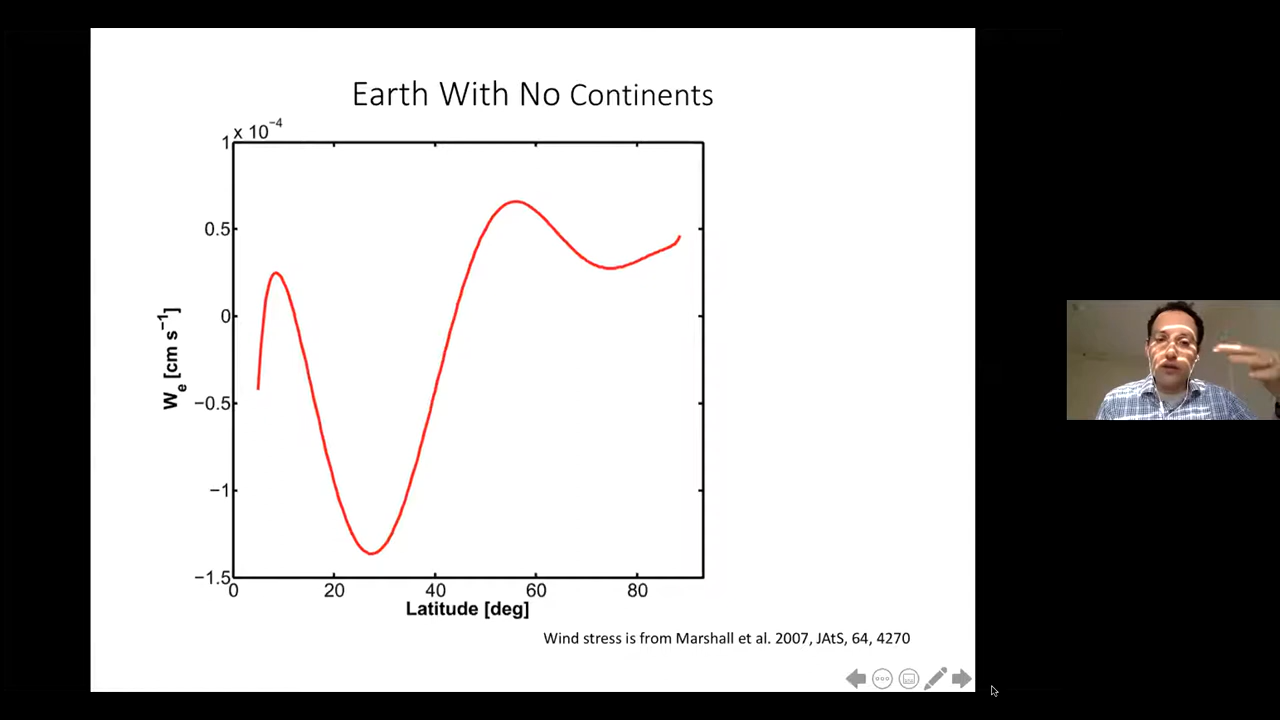 Earth With No Continents
1 x 10−4
0.5
0
−0.5
−1
−1.5
We [cm s−1]
0 20 40 60 80
Latitude [deg]
Wind stress is from Marshall et al. 2007, JAtS, 64, 4270